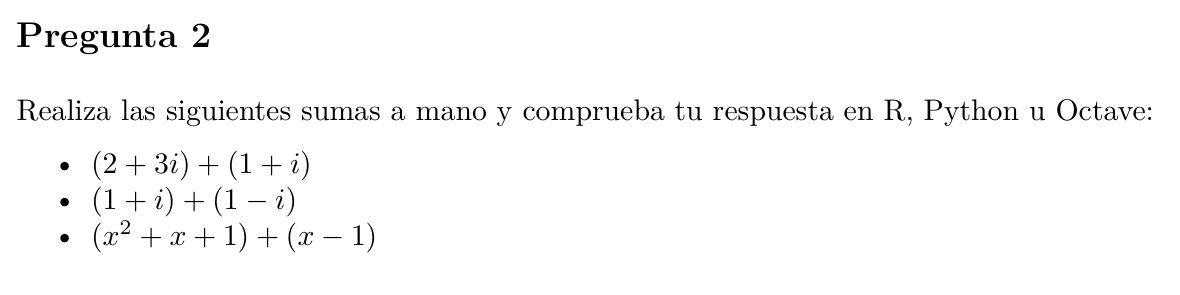 Pregunta 2
Realiza las siguientes sumas a mano y comprueba tu respuesta en R, Python u Octave:
• (2 + 3i) + (1 + i)
• (1 + i) + (1 − i)
• (x² + x + 1) + (x − 1)